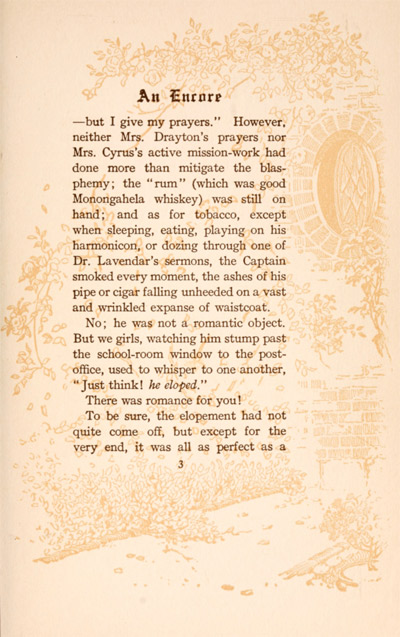 An Encore
—but I give my prayers." However,
neither Mrs. Drayton's prayers nor
Mrs. Cyrus's active mission-work had
done more than mitigate the blas-
phemy; the "rum" (which was good
Monongahela whiskey) was still on
hand; and as for tobacco, except
when sleeping, eating, playing on his
harmonicon, or dozing through one of
Dr. Lavendar's sermons, the Captain
smoked every moment, the ashes of his
pipe or cigar falling unheeded on a vast
and wrinkled expanse of waistcoat.
No; he was not a romantic object.
But we girls, watching him stump past
the school-room window to the post-
office, used to whisper to one another,
"Just think! he eloped."
There was romance for you!
To be sure, the elopement had not
quite come off, but except for the
very end, it was all as perfect as a
3